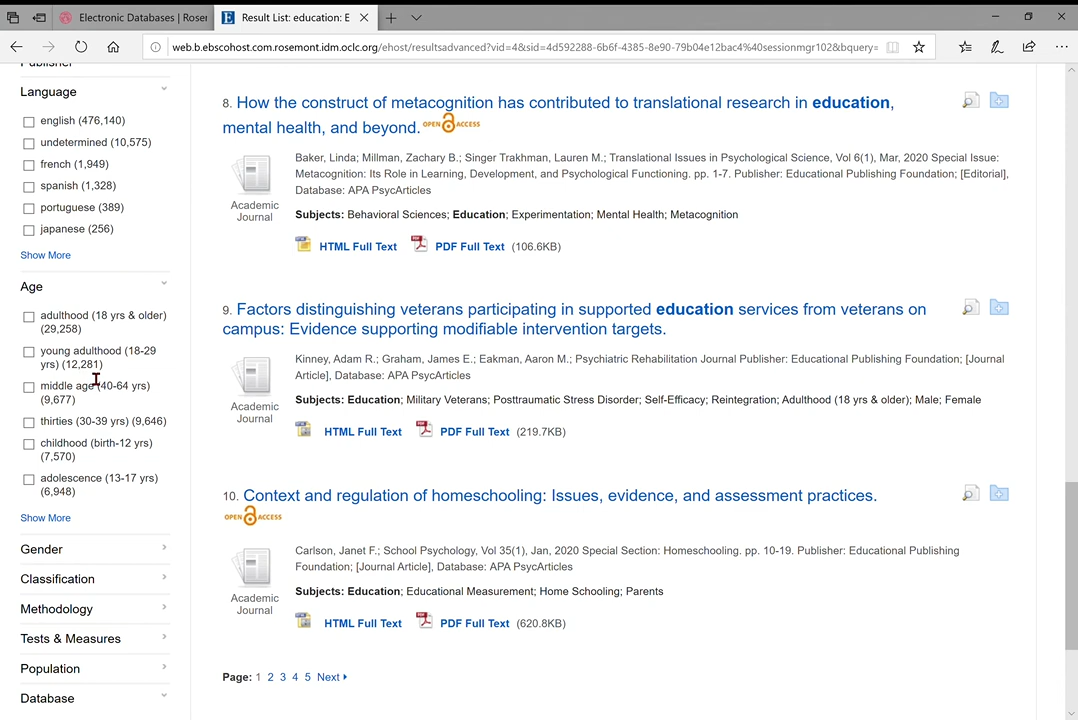 Electronic Databases | Roser
Result List: education: E
web.b.ebscohost.com.rosemont.idm.oclc.org/ehost/resultsadvanced?vid=4&sid=4d592288-6b6f-4385-8e90-79b04e12bac4%40sessionmgr102&bquery=
Publisher
Language
english (476,140)
undetermined (10,575)
french (1,949)
spanish (1,328)
portuguese (389)
japanese (256)
Show More
Age
adulthood (18 yrs & older)
(29,258)
young adulthood (18-29
yrs) (12,281)
middle age (40-64 yrs)
(9,677)
thirties (30-39 yrs) (9,646)
childhood (birth-12 yrs)
(7,570)
adolescence (13-17 yrs)
(6,948)
Show More
Gender
Classification
Methodology
Tests & Measures
Population
Database
8. How the construct of metacognition has contributed to translational research in education,
mental health, and beyond. OPEN ACCESS
Baker, Linda; Millman, Zachary B.; Singer Trakhman, Lauren M.; Translational Issues in Psychological Science, Vol 6(1), Mar, 2020 Special Issue:
Metacognition: Its Role in Learning, Development, and Psychological Functioning. pp. 1-7. Publisher: Educational Publishing Foundation; [Editorial],
Database: APA PsycArticles
Academic
Journal
Subjects: Behavioral Sciences; Education; Experimentation; Mental Health; Metacognition
HTML Full Text PDF Full Text (106.6KB)
9. Factors distinguishing veterans participating in supported education services from veterans on
campus: Evidence supporting modifiable intervention targets.
Kinney, Adam R.; Graham, James E.; Eakman, Aaron M.; Psychiatric Rehabilitation Journal Publisher: Educational Publishing Foundation; [Journal
Article], Database: APA PsycArticles
Academic
Journal
Subjects: Education; Military Veterans; Posttraumatic Stress Disorder; Self-Efficacy; Reintegration; Adulthood (18 yrs & older); Male; Female
HTML Full Text PDF Full Text (219.7KB)
10. Context and regulation of homeschooling: Issues, evidence, and assessment practices.
OPEN ACCESS
Carlson, Janet F.; School Psychology, Vol 35(1), Jan, 2020 Special Section: Homeschooling. pp. 10-19. Publisher: Educational Publishing
Foundation; [Journal Article], Database: APA PsycArticles
Academic
Journal
Subjects: Education; Educational Measurement; Home Schooling; Parents
HTML Full Text PDF Full Text (620.8KB)
Page: 1 2 3 4 5 Next